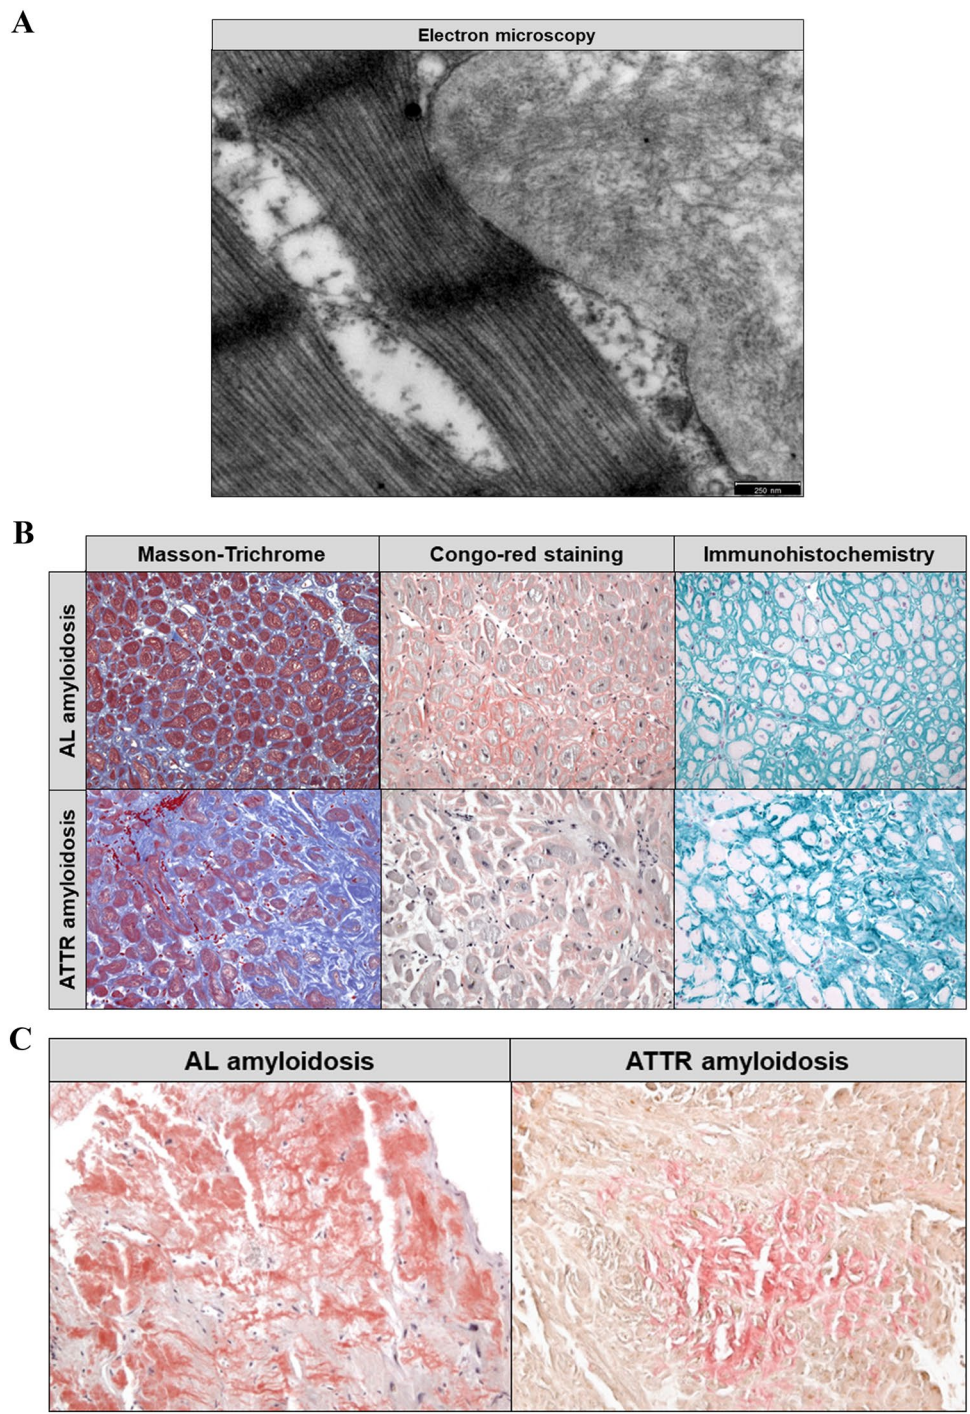 A
Electron microscopy
250 nm
B
Masson-Trichrome
Congo-red staining
Immunohistochemistry
AL amyloidosis
ATTR amyloidosis
C
AL amyloidosis
ATTR amyloidosis